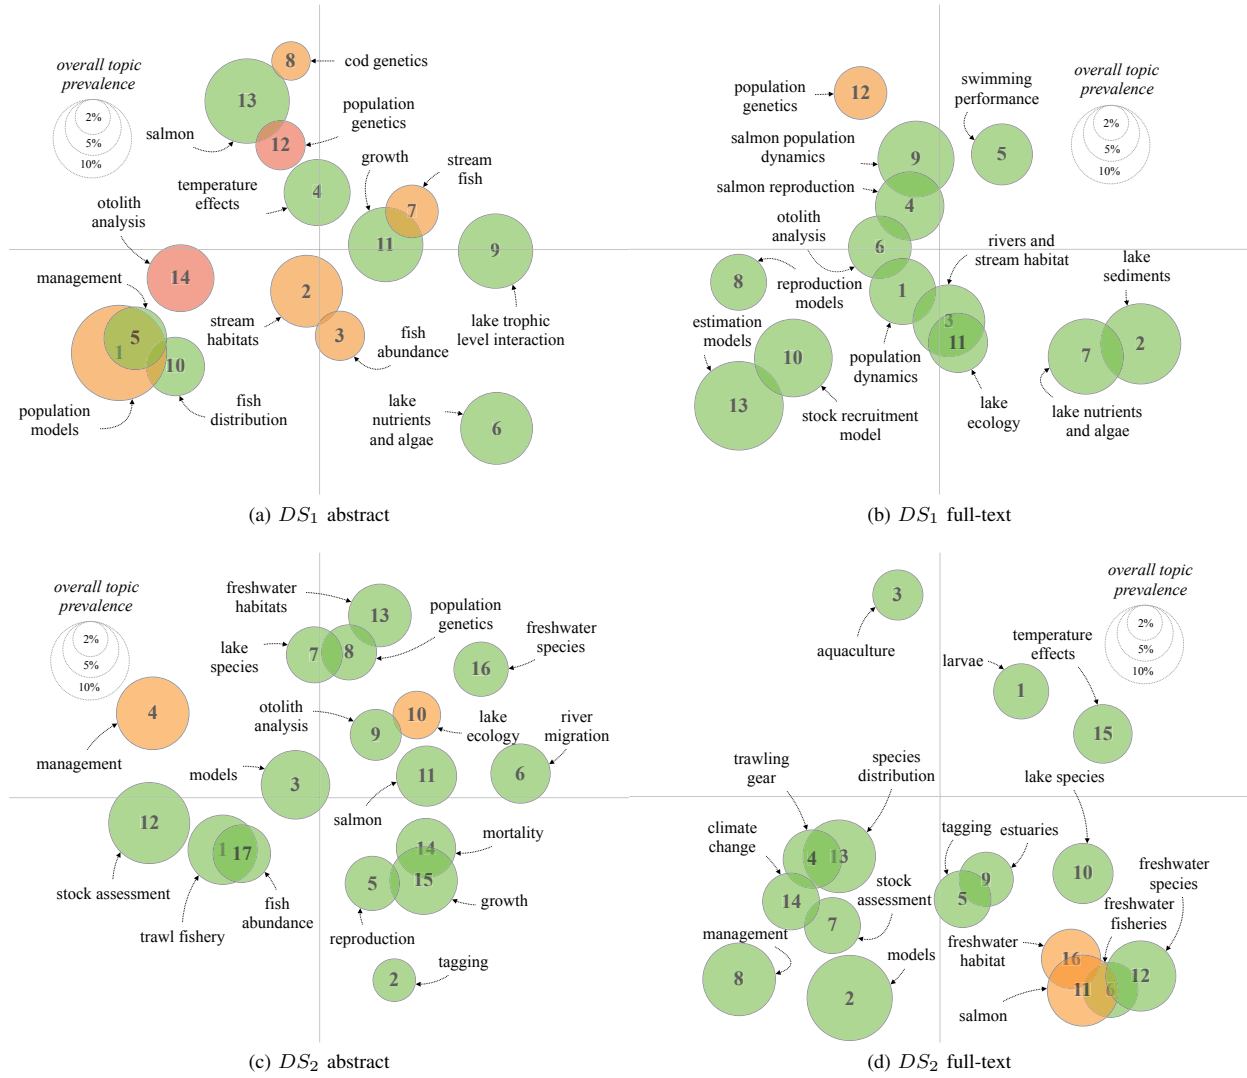 overall topic
prevalence
2%
5%
10%
8
cod genetics
13
salmon
12
population
genetics
temperature
effects
4
growth
stream
fish
7
11
9
lake trophic
level interaction
otolith
analysis
14
management
5
1
10
population
models
fish
distribution
stream
habitats
2
3
fish
abundance
lake
nutrients
and algae
6
(a) DS1 abstract
population
genetics
12
swimming
performance
5
overall topic
prevalence
2%
5%
10%
salmon population
dynamics
9
salmon reproduction
4
otolith
analysis
6
8
reproduction
models
1
rivers and
stream habitat
3
11
population
dynamics
lake
ecology
estimation
models
10
13
stock recruitment
model
lake
sediments
2
7
lake nutrients
and algae
(b) DS1 full-text
overall topic
prevalence
2%
5%
10%
freshwater
habitats
13
lake
species
7
8
population
genetics
freshwater
species
16
4
management
otolith
analysis
9
10
lake
ecology
river
migration
6
models
3
salmon
11
12
stock assessment
1
17
trawl fishery
fish
abundance
14
mortality
5
15
growth
reproduction
2
tagging
(c) DS2 abstract
3
aquaculture
overall topic
prevalence
2%
5%
10%
larvae
1
temperature
effects
15
trawling
gear
species
distribution
climate
change
4
13
14
7
stock
assessment
management
8
2
models
lake species
10
tagging
estuaries
9
5
freshwater
species
freshwater
fisheries
freshwater
habitat
16
11
6
12
salmon
(d) DS2 full-text